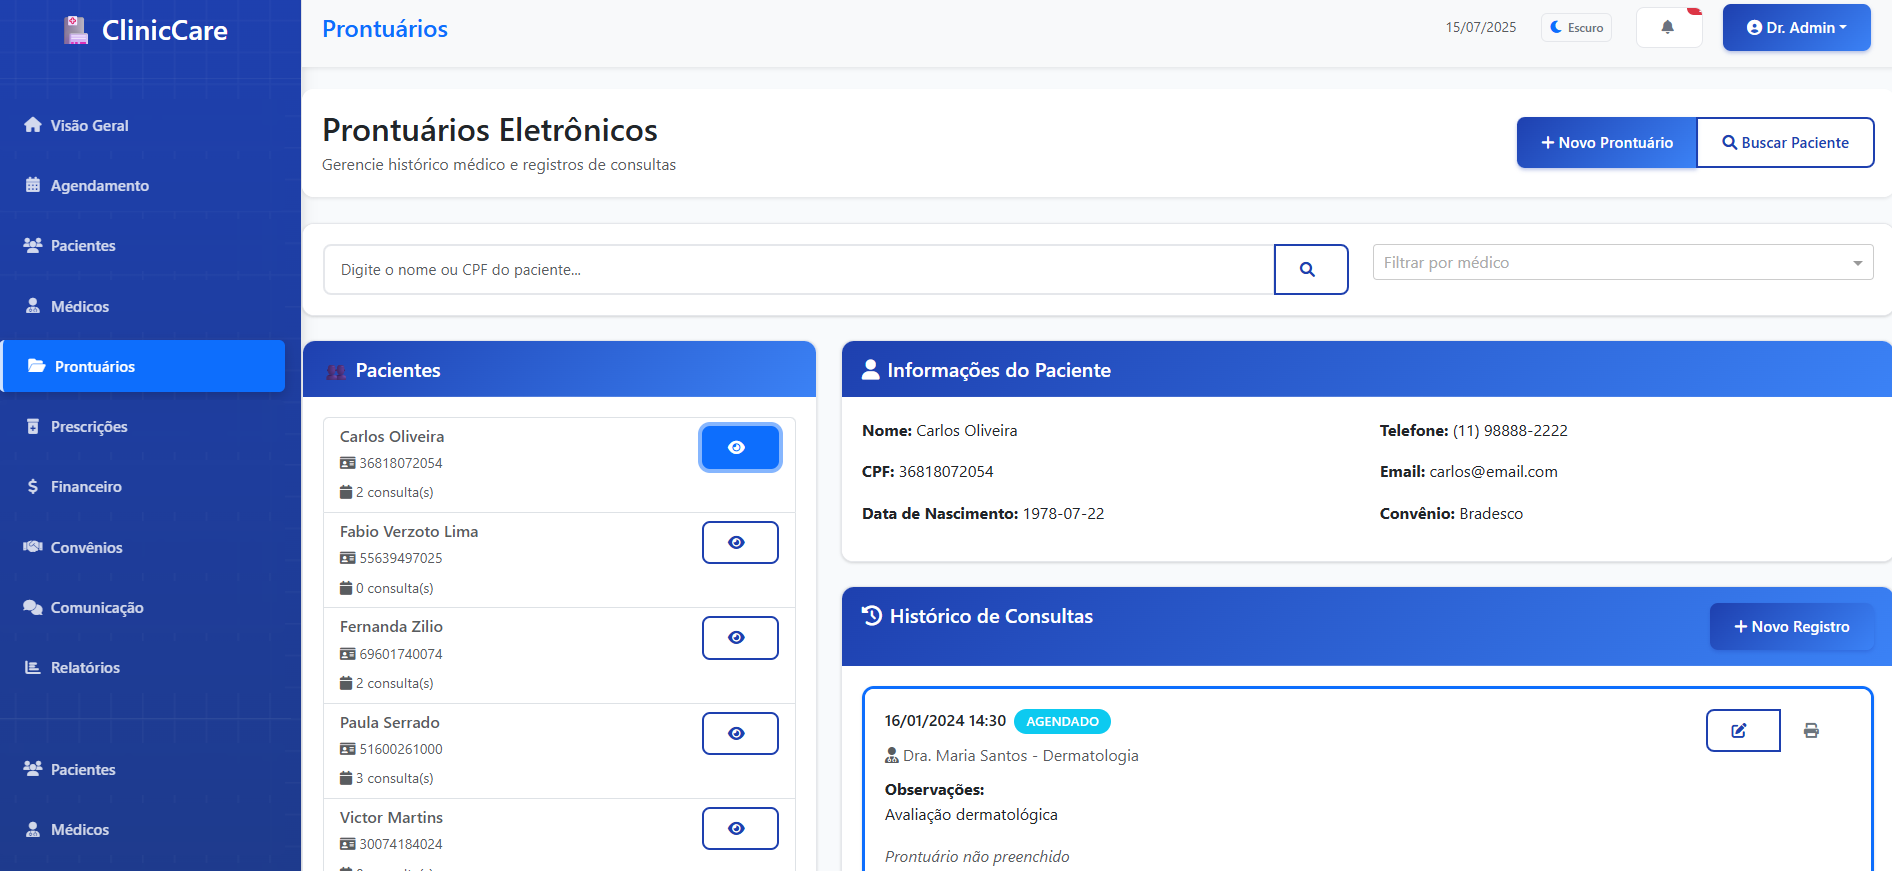 ClinicCare
Visão Geral
Agendamento
Pacientes
Médicos
Prontuários
Prescrições
Financeiro
Convênios
Comunicação
Relatórios
Pacientes
Médicos
Prontuários
15/07/2025
Escuro
Dr. Admin
Prontuários Eletrônicos
Gerencie histórico médico e registros de consultas
Novo Prontuário
Buscar Paciente
Digite o nome ou CPF do paciente...
Filtrar por médico
Pacientes
Carlos Oliveira
36818072054
2 consulta(s)
Fabio Verzoto Lima
55639497025
0 consulta(s)
Fernanda Zilio
69601740074
2 consulta(s)
Paula Serrado
51600261000
3 consulta(s)
Victor Martins
30074184024
Informações do Paciente
Nome: Carlos Oliveira
CPF: 36818072054
Data de Nascimento: 1978-07-22
Telefone: (11) 98888-2222
Email: carlos@email.com
Convênio: Bradesco
Histórico de Consultas
Novo Registro
16/01/2024 14:30 AGENDADO
Dra. Maria Santos - Dermatologia
Observações:
Avaliação dermatológica
Prontuário não preenchido